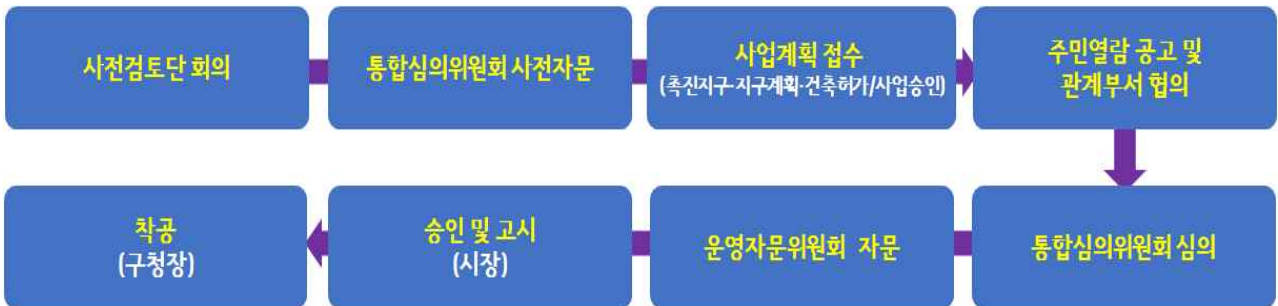 사전검토단 회의
통합심의위원회 사전자문
사업계획 접수
(촉진지구·지구계획·건축허가/사업승인)
주민열람 공고 및
관계부서 협의
통합심의위원회 심의
운영자문위원회 자문
승인 및 고시
(시장)
착공
(구청장)